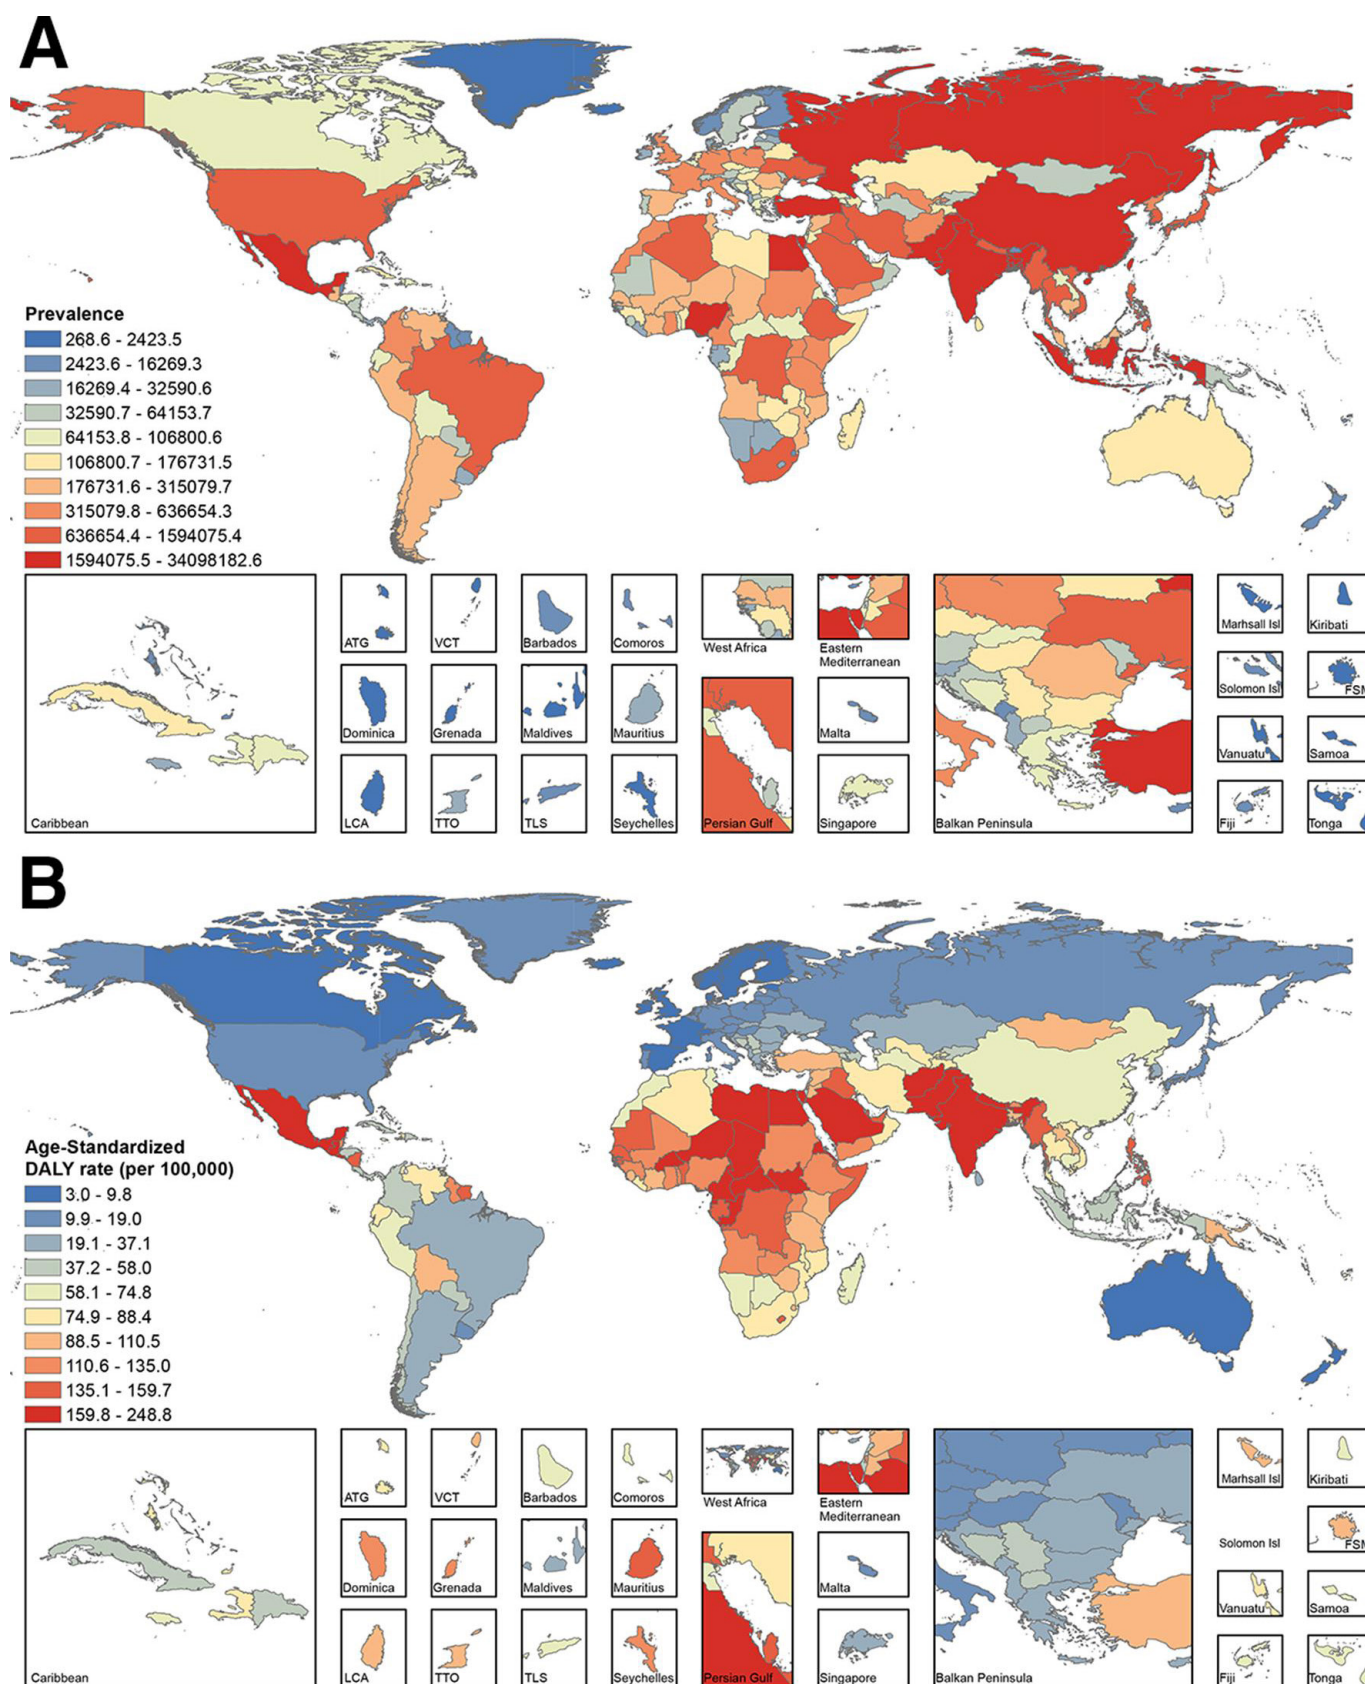 A
Prevalence
268.6 - 2423.5
2423.6 - 16269.3
16269.4 - 32590.6
32590.7 - 64153.7
64153.8 - 106800.6
106800.7 - 176731.5
176731.6 - 315079.7
315079.8 - 636654.3
636654.4 - 1594075.4
1594075.5 - 34098182.6
Caribbean
ATG
VCT
Barbados
Comoros
Dominica
Grenada
Maldives
Mauritius
LCA
TTO
TLS
Seychelles
West Africa
Eastern
Mediterranean
Persian Gulf
Malta
Singapore
Balkan Peninsula
Marhsall Isl
Kiribati
Solomon Isl
FSM
Vanuatu
Samoa
Fiji
Tonga
B
Age-Standardized
DALY rate (per 100,000)
3.0 - 9.8
9.9 - 19.0
19.1 - 37.1
37.2 - 58.0
58.1 - 74.8
74.9 - 88.4
88.5 - 110.5
110.6 - 135.0
135.1 - 159.7
159.8 - 248.8
Caribbean
ATG
VCT
Barbados
Comoros
Dominica
Grenada
Maldives
Mauritius
LCA
TTO
TLS
Seychelles
West Africa
Eastern
Mediterranean
Persian Gulf
Malta
Singapore
Balkan Peninsula
Marhsall Isl
Kiribati
Solomon Isl
FSM
Vanuatu
Samoa
Fiji
Tonga